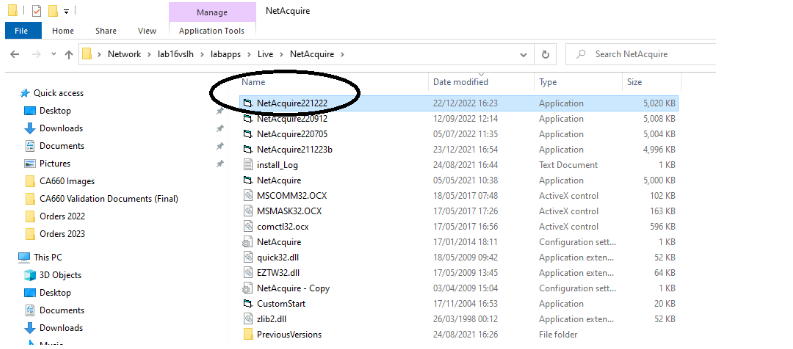 Manage
NetAcquire
File
Home
Share
View
Application Tools
Network > lab16vslh > labapps > Live > NetAcquire >
Search NetAcquire
Name
Date modified
Type
Size
Quick access
Desktop
Downloads
Documents
Pictures
CA660 Images
CA660 Validation Documents (Final)
Orders 2022
Orders 2023
This PC
3D Objects
Desktop
Documents
Downloads
Music
NetAcquire221222 22/12/2022 16:23 Application 5,020 KB
NetAcquire220912 12/09/2022 12:14 Application 5,008 KB
NetAcquire220705 05/07/2022 11:35 Application 5,004 KB
NetAcquire211223b 23/12/2021 16:54 Application 4,996 KB
install_Log 24/08/2021 16:44 Text Document 1 KB
NetAcquire 05/05/2021 10:38 Application 5,000 KB
MSCOMM32.OCX 18/05/2017 07:48 ActiveX control 102 KB
MSMASK32.OCX 17/05/2017 17:26 ActiveX control 163 KB
comctl32.ocx 17/05/2017 16:56 ActiveX control 596 KB
NetAcquire 17/01/2014 18:11 Configuration sett... 1 KB
quick32.dll 18/05/2009 09:42 Application exten... 52 KB
EZTW32.dll 17/05/2009 13:45 Application exten... 64 KB
NetAcquire - Copy 03/04/2009 15:04 Configuration sett... 1 KB
CustomStart 17/11/2004 16:53 Application 20 KB
zlib2.dll 26/03/1998 00:12 Application exten... 52 KB
PreviousVersions 24/08/2021 16:26 File folder